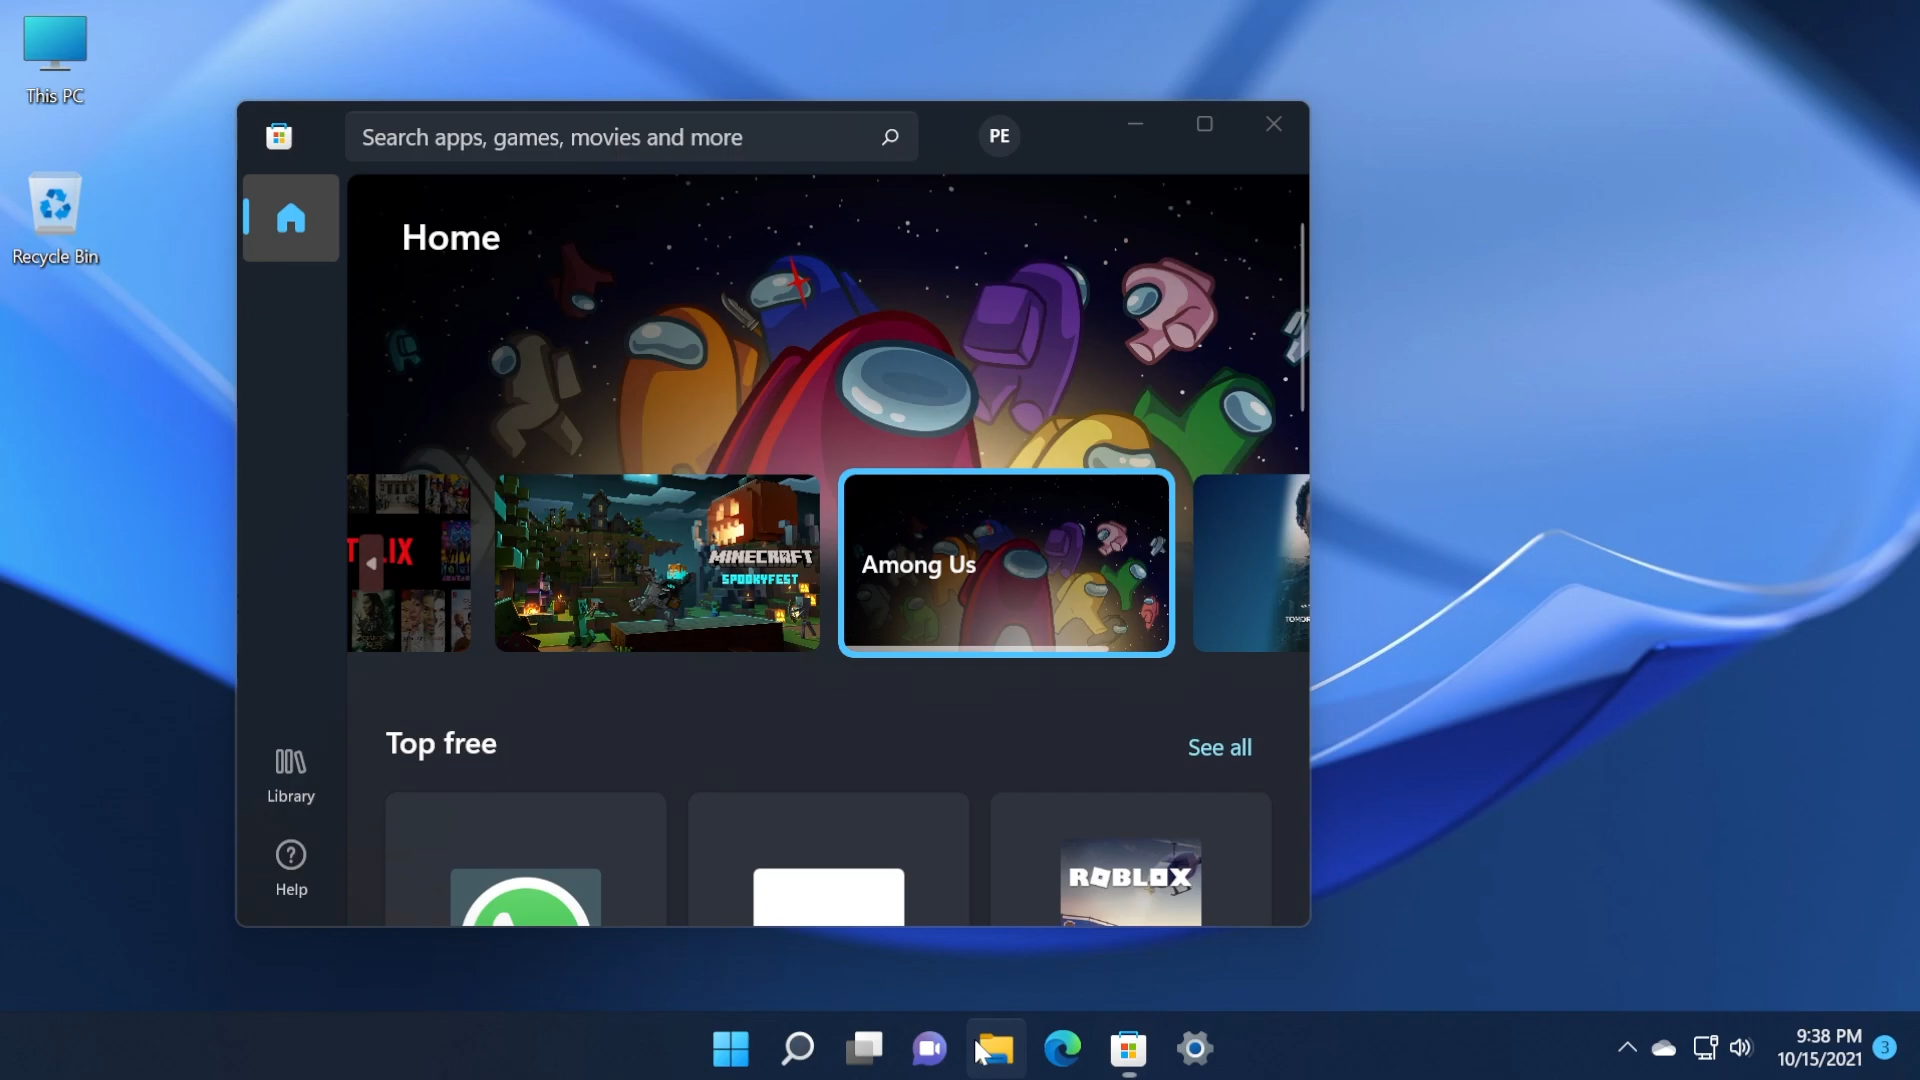 This PC
Recycle Bin
Search apps, games, movies and more
PE
Home
MINECRAFT
SPOOKYFEST
Among Us
Top free
See all
Library
Help
ROBLOX
9:38 PM
10/15/2021
3